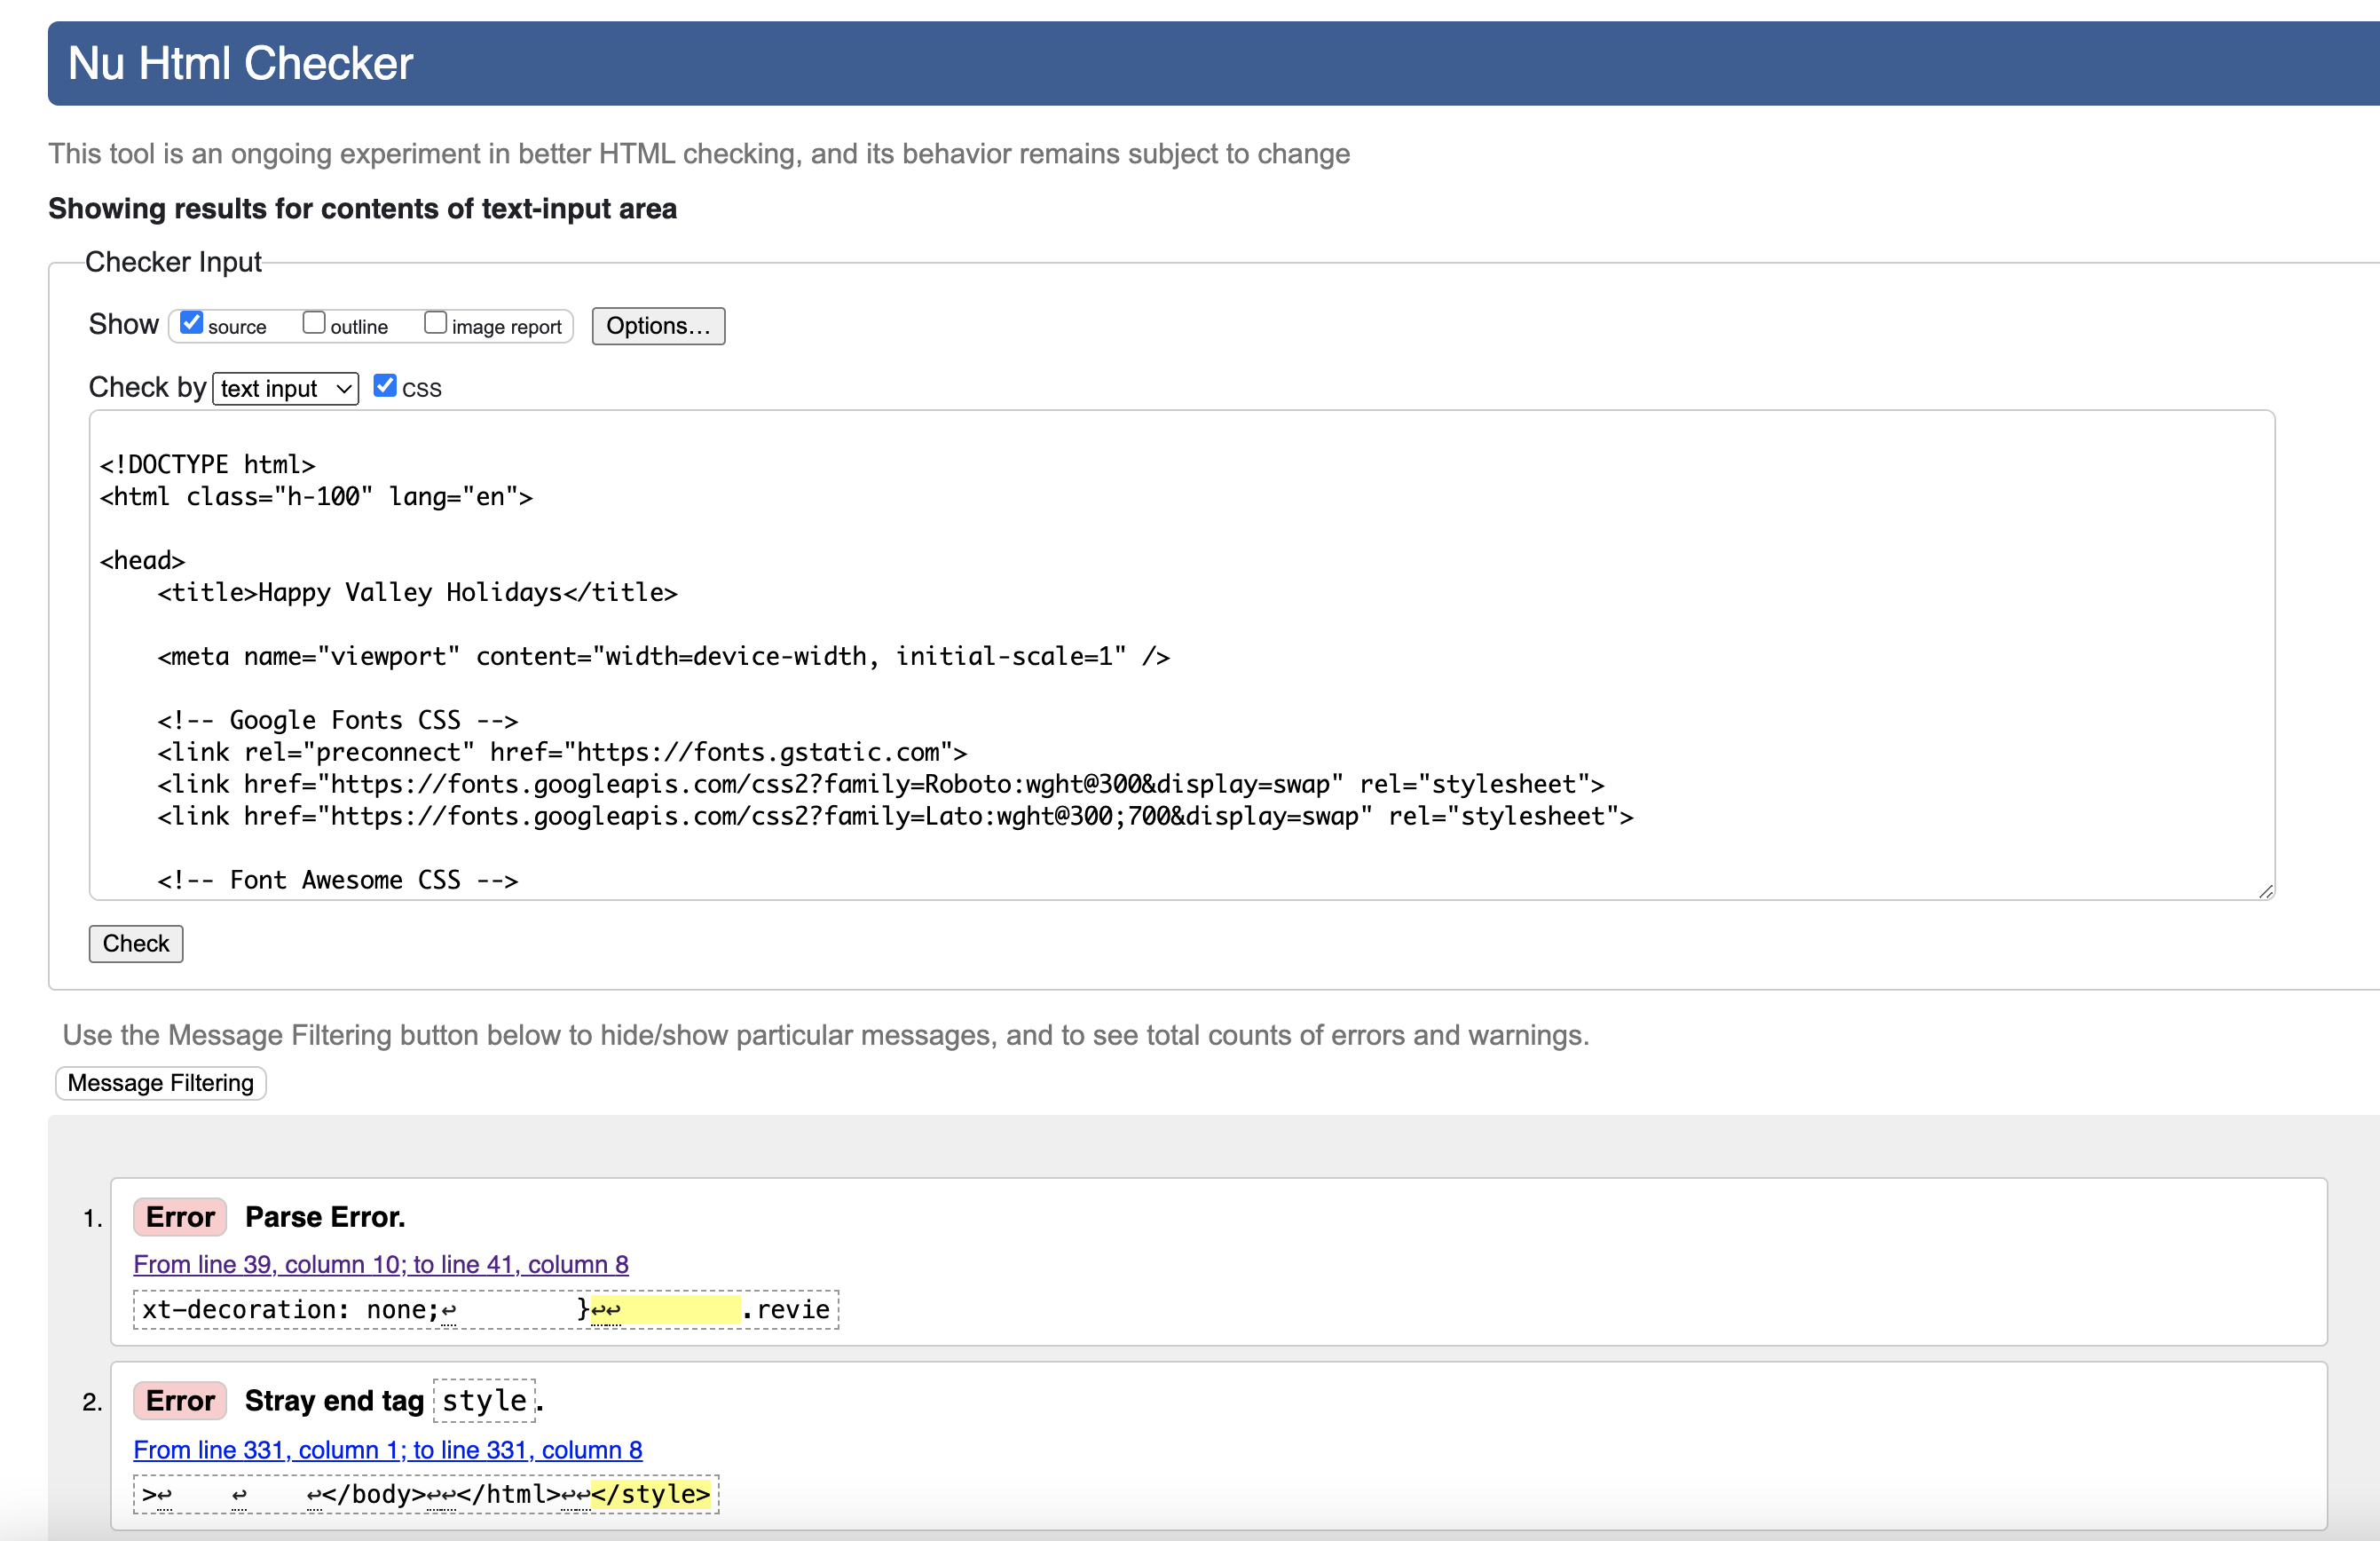 Nu Html Checker
This tool is an ongoing experiment in better HTML checking, and its behavior remains subject to change
Showing results for contents of text-input area
Checker Input
Show source outline image report Options...
Check by text input CSS
<!DOCTYPE html>
<html class="h-100" lang="en">
<head>
<title>Happy Valley Holidays</title>
<meta name="viewport" content="width=device-width, initial-scale=1" />
<!-- Google Fonts CSS -->
<link rel="preconnect" href="https://fonts.gstatic.com">
<link href="https://fonts.googleapis.com/css2?family=Roboto:wght@300&display=swap" rel="stylesheet">
<link href="https://fonts.googleapis.com/css2?family=Lato:wght@300;700&display=swap" rel="stylesheet">
<!-- Font Awesome CSS -->
Check
Use the Message Filtering button below to hide/show particular messages, and to see total counts of errors and warnings.
Message Filtering
1. Error Parse Error.
From line 39, column 10; to line 41, column 8
xt-decoration: none;↩ }↩↩ .revie
2. Error Stray end tag style.
From line 331, column 1; to line 331, column 8
>↩ ↩ ↩</body>↩↩</html>↩↩</style>